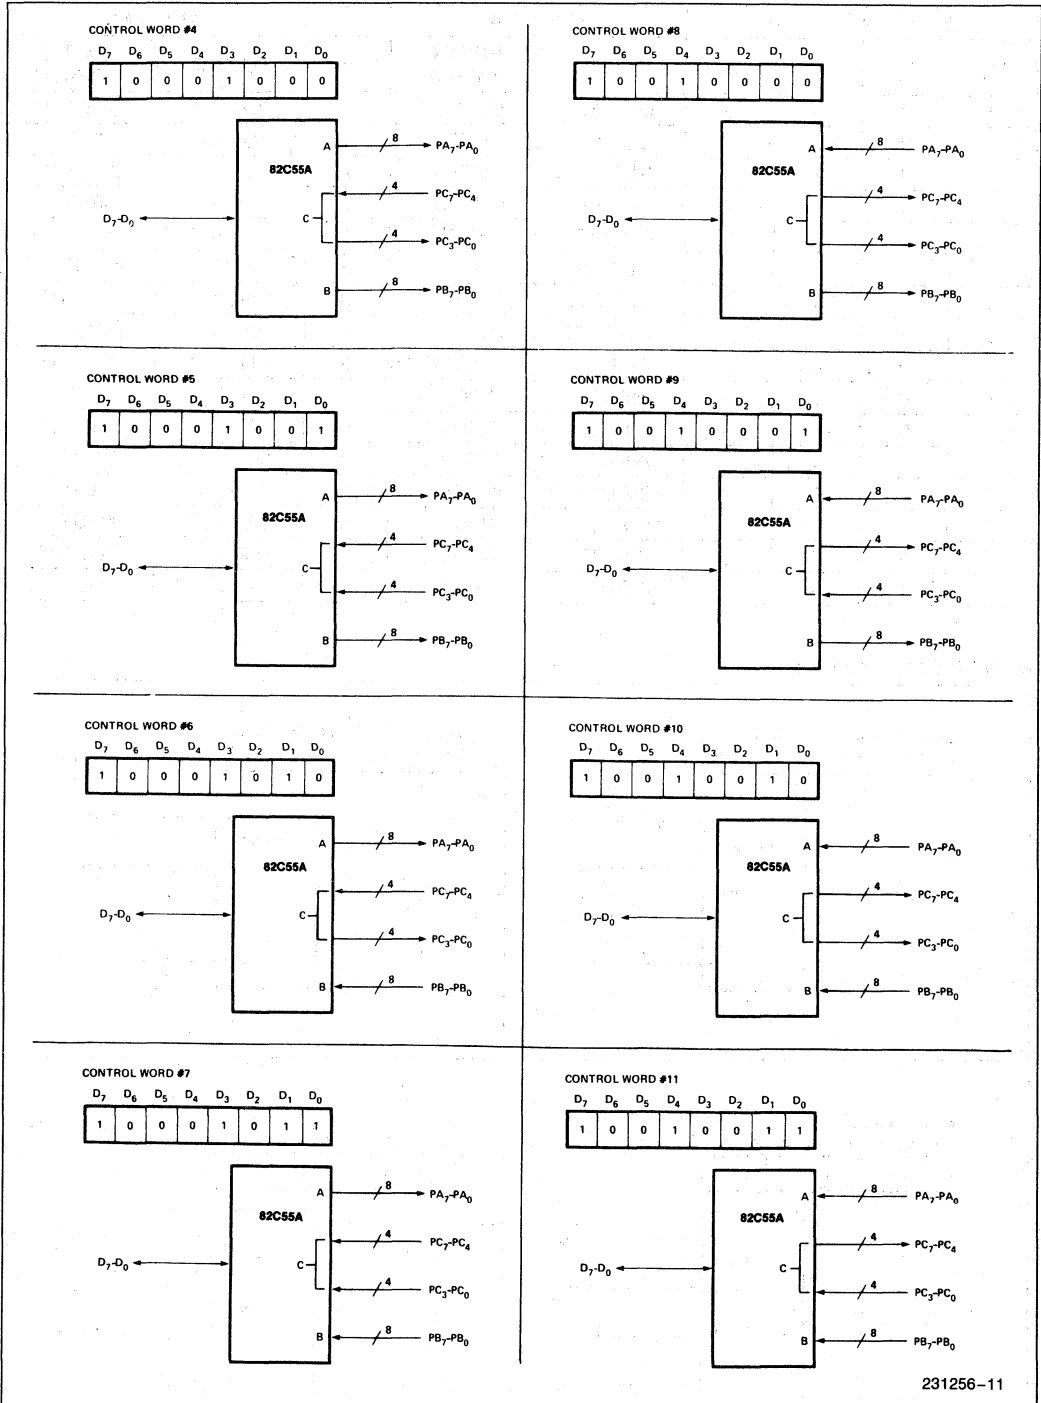 CONTROL WORD #4
D7 D6 D5 D4 D3 D2 D1 D0
1 0 0 0 1 0 0 0
82C55A
A 8 PA7-PA0
4 PC7-PC4
D7-D0 C
4 PC3-PC0
B 8 PB7-PB0
CONTROL WORD #8
D7 D6 D5 D4 D3 D2 D1 D0
1 0 0 1 0 0 0 0
82C55A
A 8 PA7-PA0
4 PC7-PC4
D7-D0 C
4 PC3-PC0
B 8 PB7-PB0
CONTROL WORD #5
D7 D6 D5 D4 D3 D2 D1 D0
1 0 0 0 1 0 0 1
82C55A
A 8 PA7-PA0
4 PC7-PC4
D7-D0 C
4 PC3-PC0
B 8 PB7-PB0
CONTROL WORD #9
D7 D6 D5 D4 D3 D2 D1 D0
1 0 0 1 0 0 0 1
82C55A
A 8 PA7-PA0
4 PC7-PC4
D7-D0 C
4 PC3-PC0
B 8 PB7-PB0
CONTROL WORD #6
D7 D6 D5 D4 D3 D2 D1 D0
1 0 0 0 1 0 1 0
82C55A
A 8 PA7-PA0
4 PC7-PC4
D7-D0 C
4 PC3-PC0
B 8 PB7-PB0
CONTROL WORD #10
D7 D6 D5 D4 D3 D2 D1 D0
1 0 0 1 0 0 1 0
82C55A
A 8 PA7-PA0
4 PC7-PC4
D7-D0 C
4 PC3-PC0
B 8 PB7-PB0
CONTROL WORD #7
D7 D6 D5 D4 D3 D2 D1 D0
1 0 0 0 1 0 1 1
82C55A
A 8 PA7-PA0
4 PC7-PC4
D7-D0 C
4 PC3-PC0
B 8 PB7-PB0
CONTROL WORD #11
D7 D6 D5 D4 D3 D2 D1 D0
1 0 0 1 0 0 1 1
82C55A
A 8 PA7-PA0
4 PC7-PC4
D7-D0 C
4 PC3-PC0
B 8 PB7-PB0
231256-11